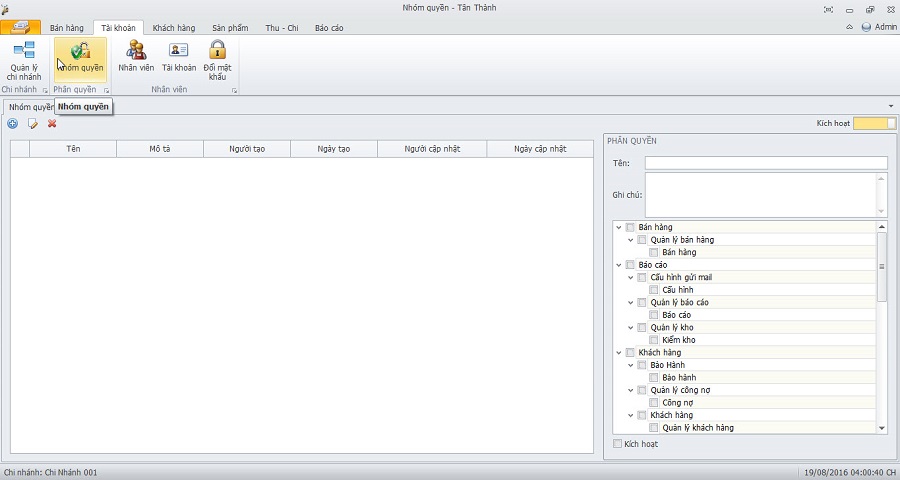 Nhóm quyền - Tân Thành
Bán hàng Tài khoản Khách hàng Sản phẩm Thu - Chi Báo cáo Admin
Quản lý chi nhánh
Nhóm quyền
Nhân viên
Tài khoản
Đổi mật khẩu
Chi nhánh Phân quyền Nhân viên
Nhóm quyền Nhóm quyền
Kích hoạt
Tên Mô tả Người tạo Ngày tạo Người cập nhật Ngày cập nhật
PHÂN QUYỀN
Tên:
Ghi chú:
Bán hàng
Quản lý bán hàng
Bán hàng
Báo cáo
Cấu hình gửi mail
Cấu hình
Quản lý báo cáo
Báo cáo
Quản lý kho
Kiểm kho
Khách hàng
Bảo Hành
Bảo hành
Quản lý công nợ
Công nợ
Khách hàng
Quản lý khách hàng
Kích hoạt
Chi nhánh: Chi Nhánh 001 19/08/2016 04:00:40 CH